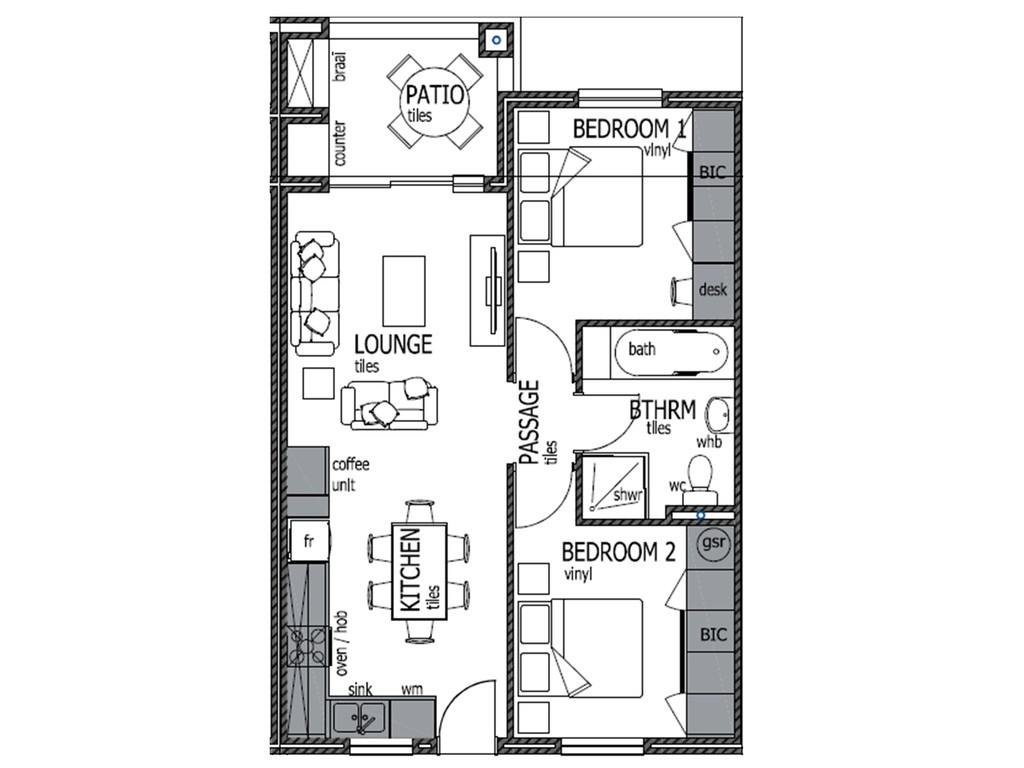 braai
PATIO
tiles
counter
BEDROOM 1
vinyl
BIC
desk
LOUNGE
tiles
bath
PASSAGE
tiles
BTHRM
tiles
whb
wc
shwr
coffee
unit
fr
KITCHEN
tiles
BEDROOM 2
vinyl
gsr
BIC
oven / hob
sink
wm